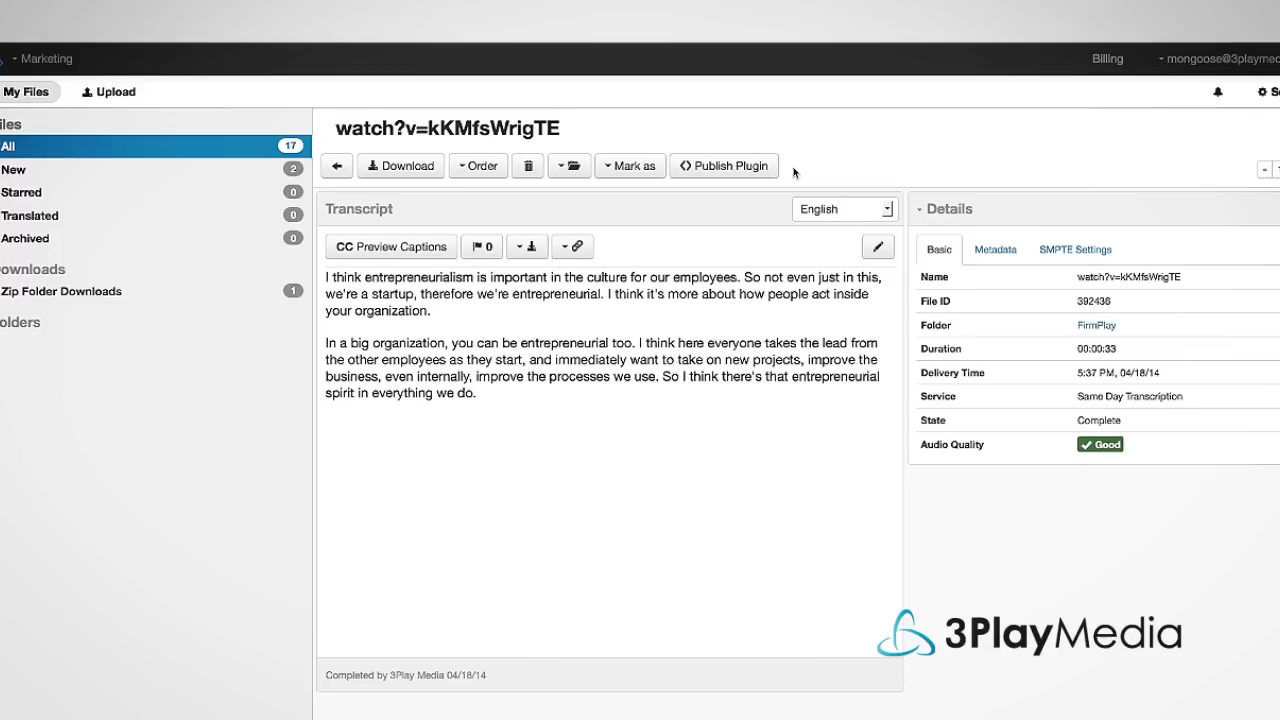 Marketing
Billing
mongoose@3playmed
My Files
Upload
iles
All 17
New 2
Starred 0
Translated 0
Archived 0
ownloads
Zip Folder Downloads 1
olders
watch?v=kKMfsWrigTE
Download
Order
Mark as
<> Publish Plugin
Transcript
English
CC Preview Captions
0
I think entrepreneurialism is important in the culture for our employees. So not even just in this,
we're a startup, therefore we're entrepreneurial. I think it's more about how people act inside
your organization.
In a big organization, you can be entrepreneurial too. I think here everyone takes the lead from
the other employees as they start, and immediately want to take on new projects, improve the
business, even internally, improve the processes we use. So I think there's that entrepreneurial
spirit in everything we do.
Completed by 3Play Media 04/18/14
Details
Basic
Metadata
SMPTE Settings
Name watch?v=kKMfsWrigTE
File ID 392436
Folder FirmPlay
Duration 00:00:33
Delivery Time 5:37 PM, 04/18/14
Service Same Day Transcription
State Complete
Audio Quality Good
3PlayMedia